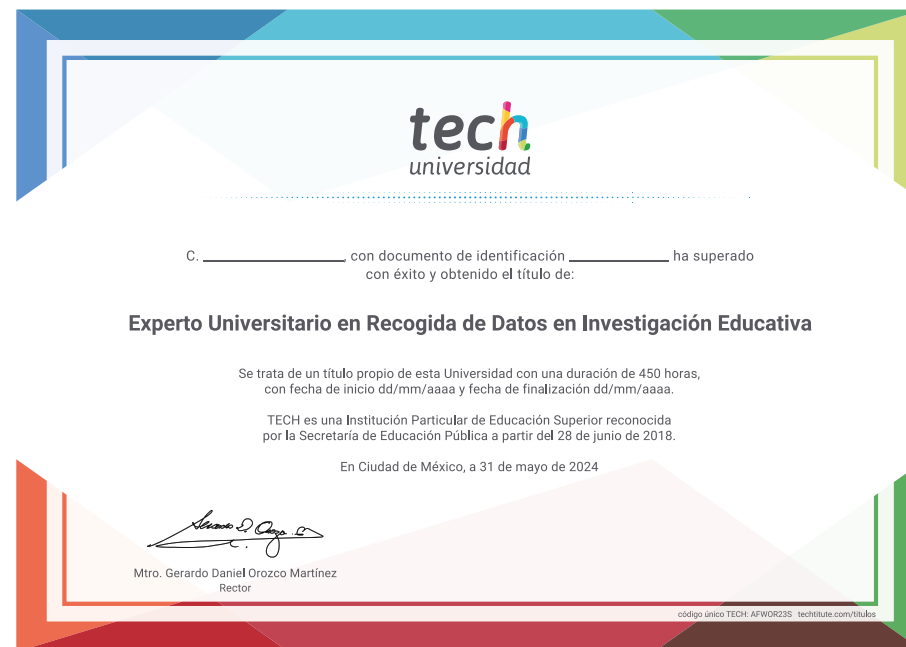 tech
universidad
C. ____________, con documento de identificación ____________ ha superado
con éxito y obtenido el título de:
Experto Universitario en Recogida de Datos en Investigación Educativa
Se trata de un título propio de esta Universidad con una duración de 450 horas,
con fecha de inicio dd/mm/aaaa y fecha de finalización dd/mm/aaaa.
TECH es una Institución Particular de Educación Superior reconocida
por la Secretaría de Educación Pública a partir del 28 de junio de 2018.
En Ciudad de México, a 31 de mayo de 2024
Mtro. Gerardo Daniel Orozco Martínez
Rector
código único TECH: AFWOR23S techtitute.com/titulos